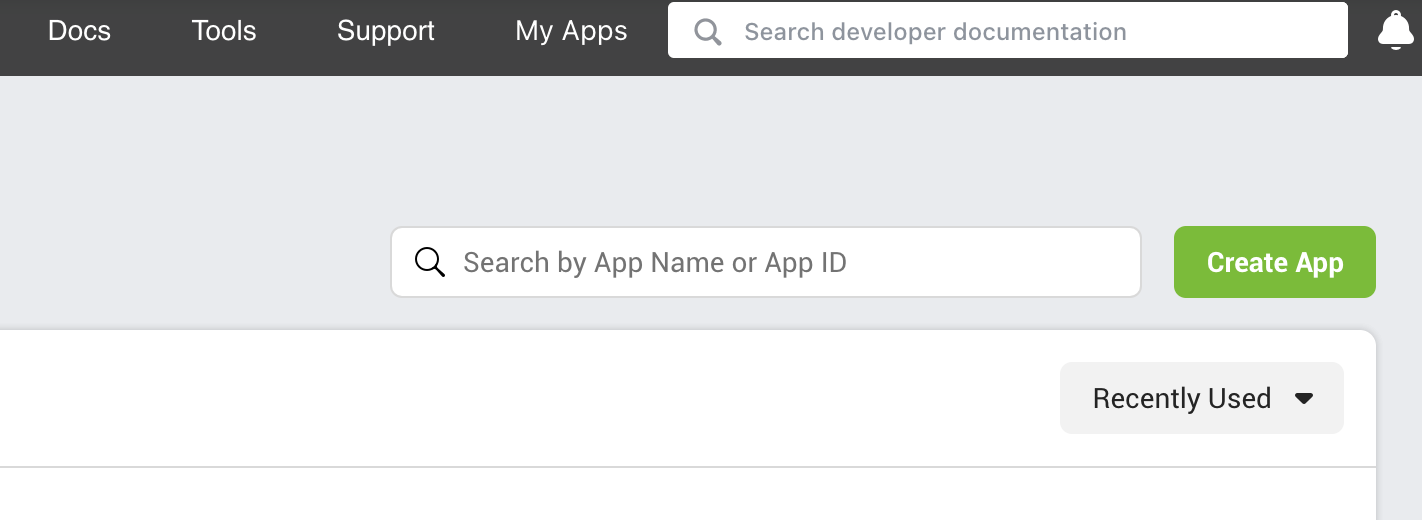 Docs Tools Support My Apps Search developer documentation
Search by App Name or App ID Create App
Recently Used